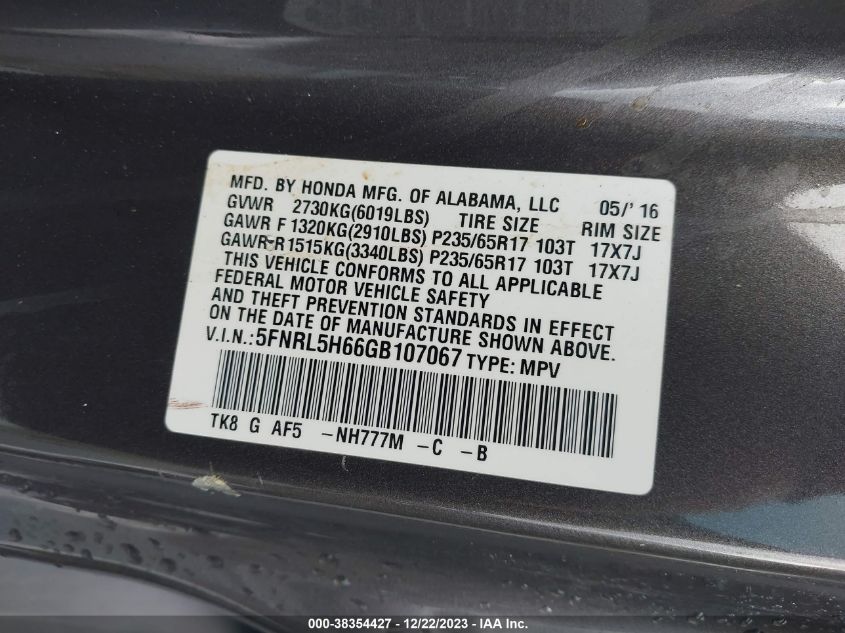 MFD. BY HONDA MFG. OF ALABAMA, LLC 05/' 16
GVWR 2730KG(6019LBS) TIRE SIZE RIM SIZE
GAWR F 1320KG(2910LBS) P235/65R17 103T 17X7J
GAWR-R1515KG(3340LBS) P235/65R17 103T 17X7J
THIS VEHICLE CONFORMS TO ALL APPLICABLE
FEDERAL MOTOR VEHICLE SAFETY
AND THEFT PREVENTION STANDARDS IN EFFECT
ON THE DATE OF MANUFACTURE SHOWN ABOVE.
V.I.N.:5FNRL5H66GB107067 TYPE: MPV
TK8 G AF5 -NH777M -C -B
000-38354427 - 12/22/2023 - IAA Inc.